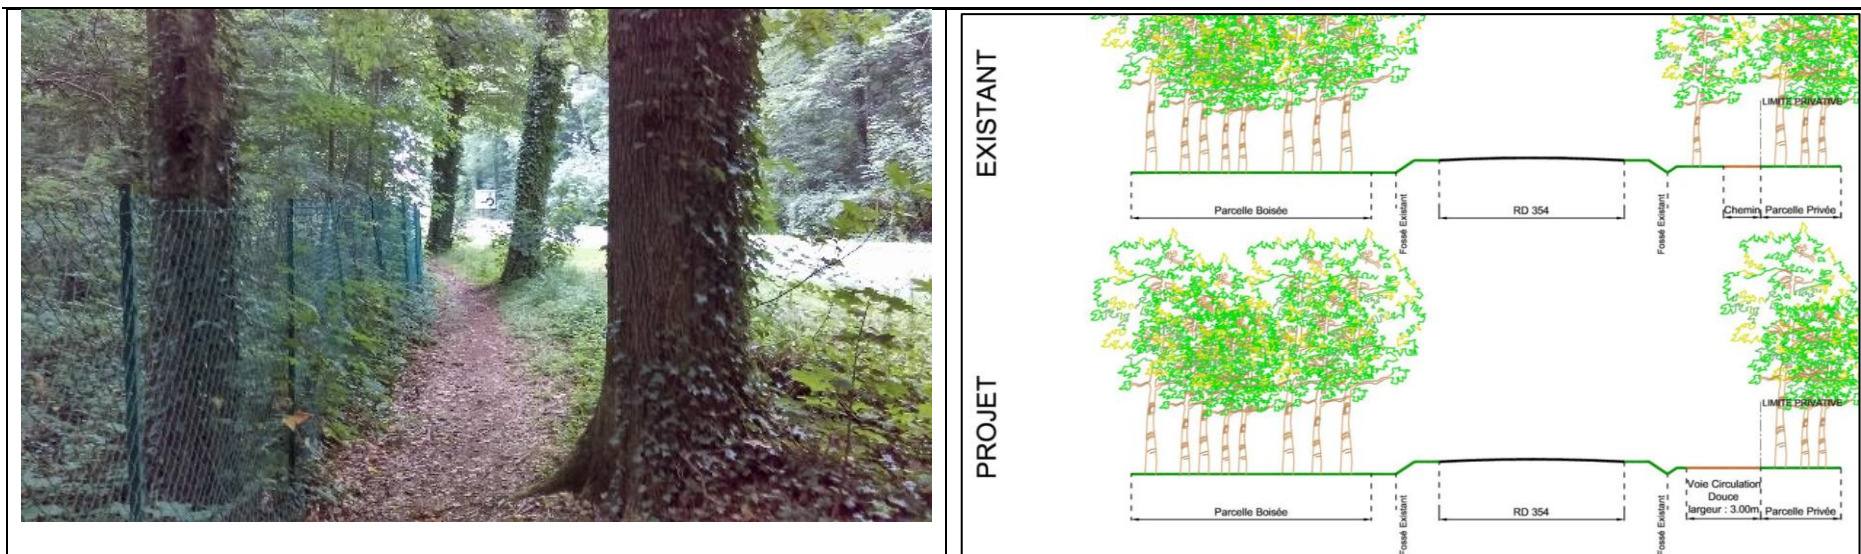 EXISTANT
LIMITE PRIVATIVE
Parcelle Boisée
Fossé Existant
RD 354
Fossé Existant
Chemin
Parcelle Privée
PROJET
LIMITE PRIVATIVE
Parcelle Boisée
Fossé Existant
RD 354
Fossé Existant
Voie Circulation
Douce
largeur : 3.00m
Parcelle Privée